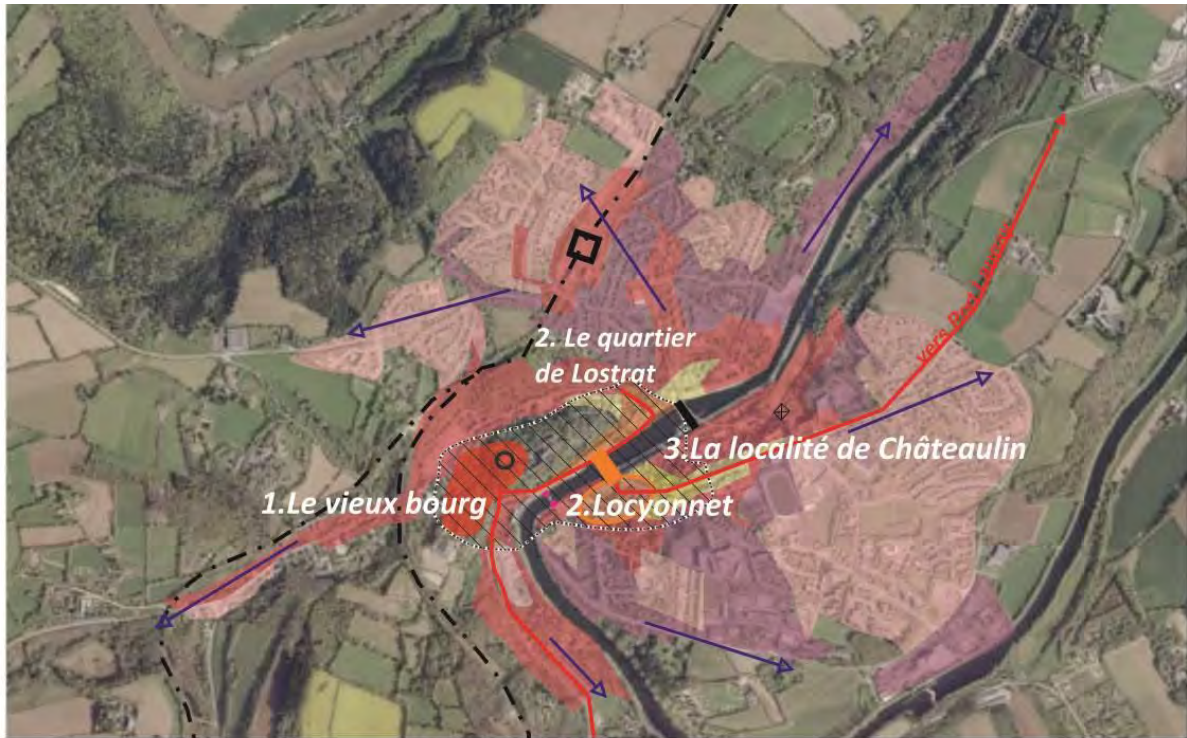 2. Le quartier
de Lostrat
vers Port-Launay
3.La localité de Châteaulin
1.Le vieux bourg
2.Locyonnet